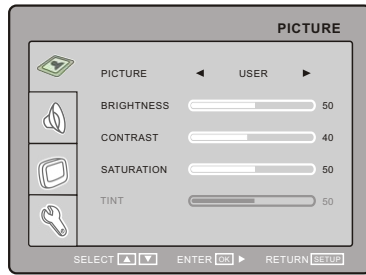 PICTURE
PICTURE ◄ USER ►
BRIGHTNESS 50
CONTRAST 40
SATURATION 50
TINT 50
SELECT ▲ ▼ ENTER OK ► RETURN SETUP